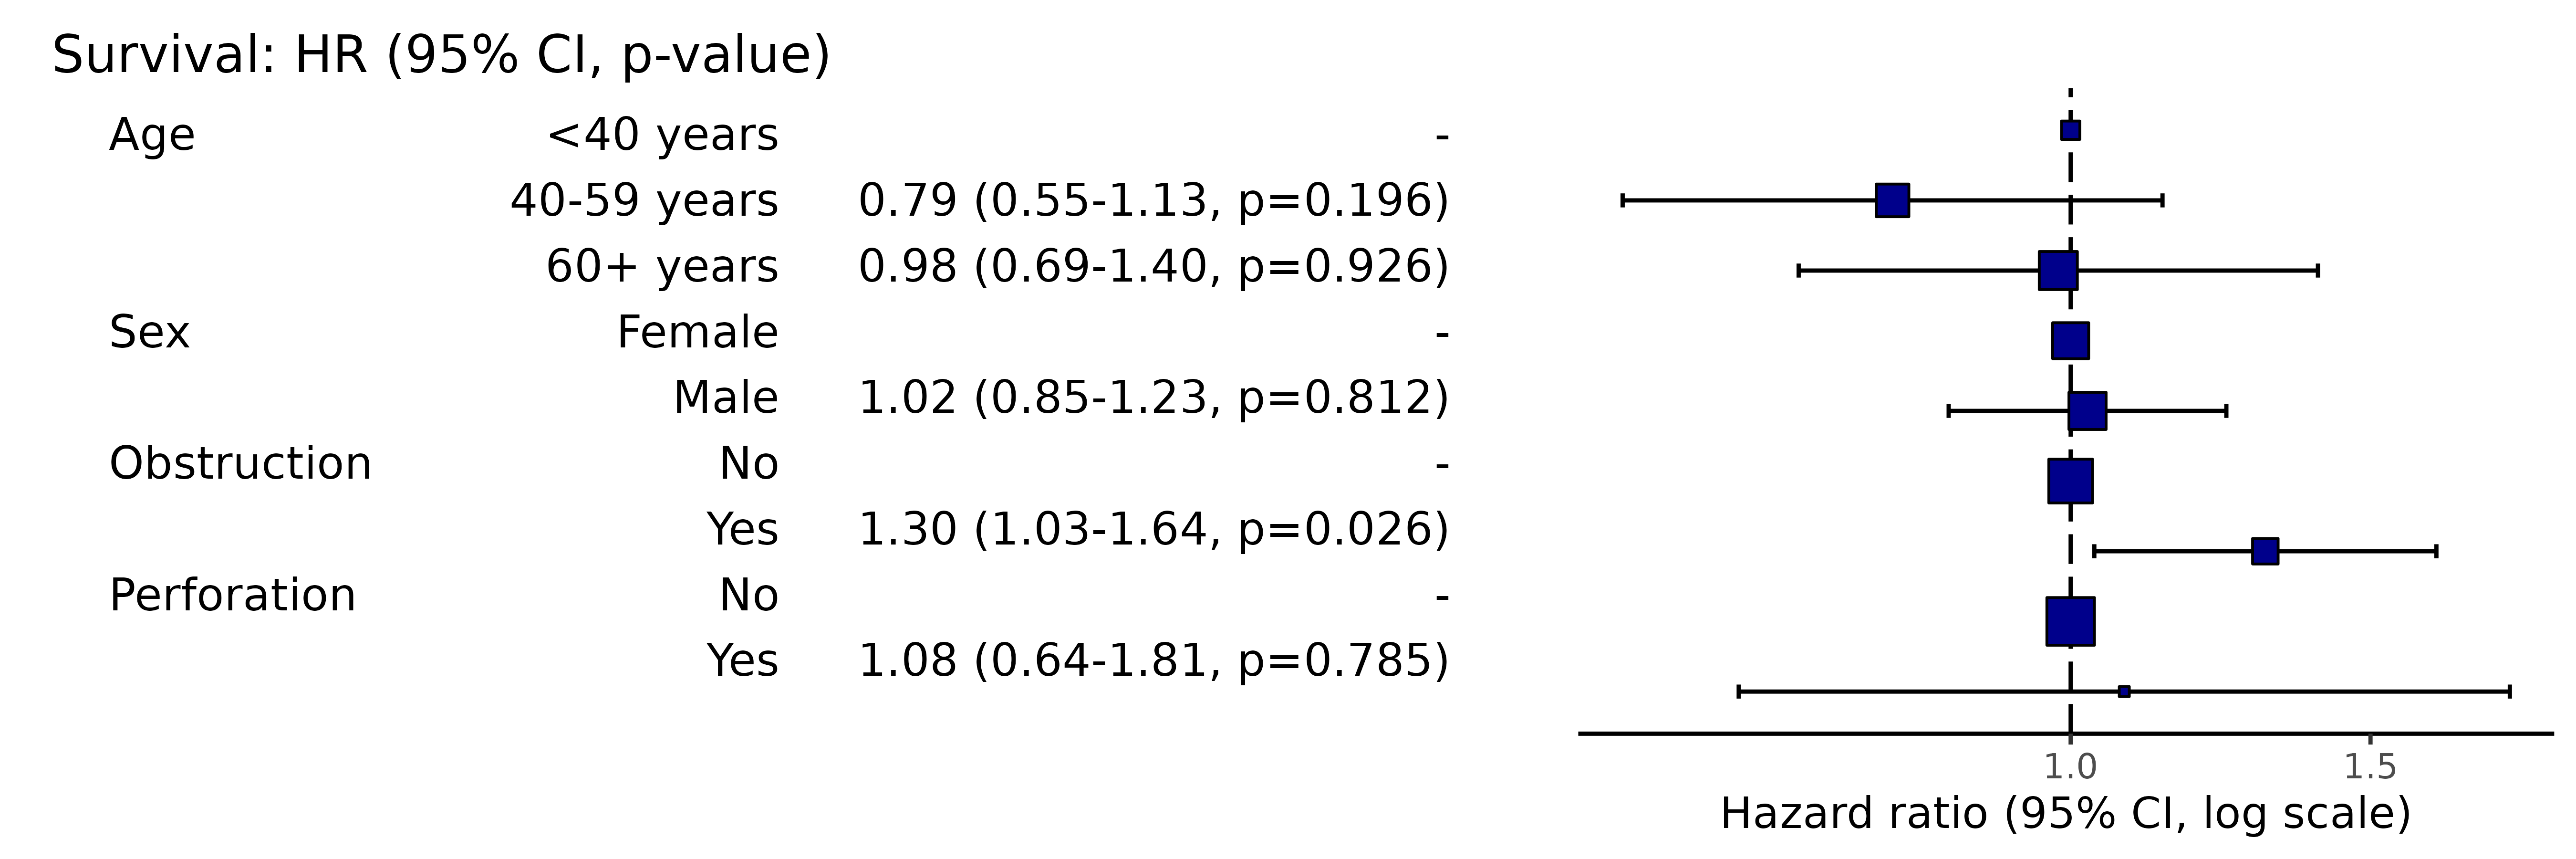 Survival: HR (95% CI, p-value)
Age <40 years -
40-59 years 0.79 (0.55-1.13, p=0.196)
60+ years 0.98 (0.69-1.40, p=0.926)
Sex Female -
Male 1.02 (0.85-1.23, p=0.812)
Obstruction No -
Yes 1.30 (1.03-1.64, p=0.026)
Perforation No -
Yes 1.08 (0.64-1.81, p=0.785)
1.0 1.5
Hazard ratio (95% CI, log scale)